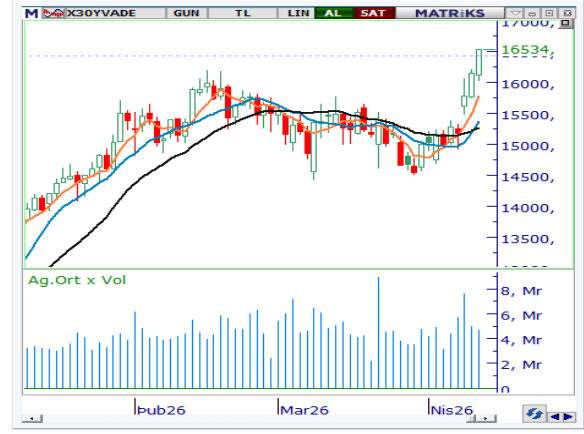 M X30YVADE GUN TL LIN AL SAT MATRiKS
17000,
16534,
16000,
15500,
15000,
14500,
14000,
13500,
Ag.Ort x Vol
8, Mr
6, Mr
4, Mr
2, Mr
0
Þub26 Mar26 Nis26